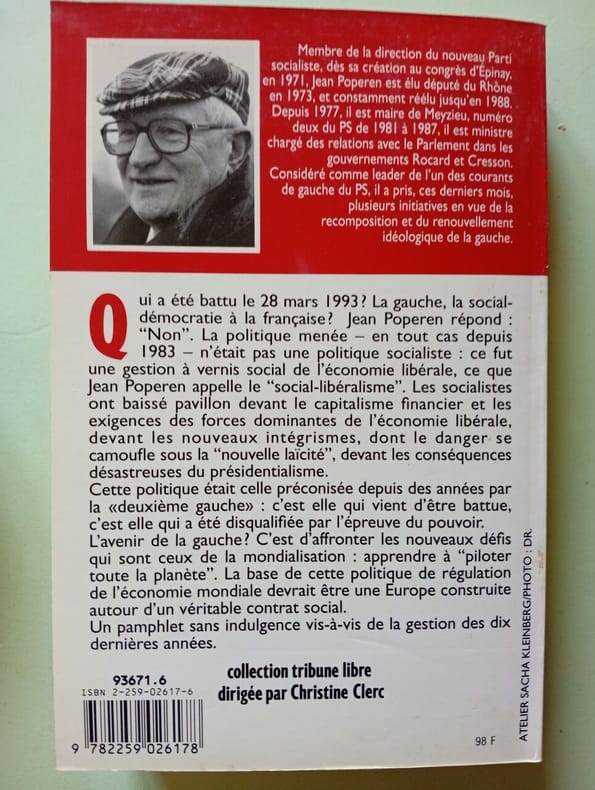 Membre de la direction du nouveau Parti
socialiste, dès sa création au congrès d'Épinay,
en 1971, Jean Poperen est élu député du Rhône
en 1973, et constamment réélu jusqu'en 1988.
Depuis 1977, il est maire de Meyzieu, numéro
deux du PS de 1981 à 1987, il est ministre
chargé des relations avec le Parlement dans les
gouvernements Rocard et Cresson.
Considéré comme leader de l'un des courants
de gauche du PS, il a pris, ces derniers mois,
plusieurs initiatives en vue de la
recomposition et du renouvellement
idéologique de la gauche.
Qui a été battu le 28 mars 1993 ? La gauche, la social-
démocratie à la française ? Jean Poperen répond :
“Non”. La politique menée – en tout cas depuis
1983 – n'était pas une politique socialiste : ce fut
une gestion à vernis social de l'économie libérale, ce que
Jean Poperen appelle le “social-libéralisme”. Les socialistes
ont baissé pavillon devant le capitalisme financier et les
exigences des forces dominantes de l'économie libérale,
devant les nouveaux intégrismes, dont le danger se
camoufle sous la “nouvelle laïcité”, devant les conséquences
désastreuses du présidentialisme.
Cette politique était celle préconisée depuis des années par
la «deuxième gauche» : c'est elle qui vient d'être battue,
c'est elle qui a été disqualifiée par l'épreuve du pouvoir.
L'avenir de la gauche ? C'est d'affronter les nouveaux défis
qui sont ceux de la mondialisation : apprendre à “piloter
toute la planète”. La base de cette politique de régulation
de l'économie mondiale devrait être une Europe construite
autour d'un véritable contrat social.
Un pamphlet sans indulgence vis-à-vis de la gestion des dix
dernières années.
93671.6
ISBN 2-259-02617-6
9 782259 026178
collection tribune libre
dirigée par Christine Clerc
98 F
ATELIER SACHA KLEINBERG/PHOTO : DR.